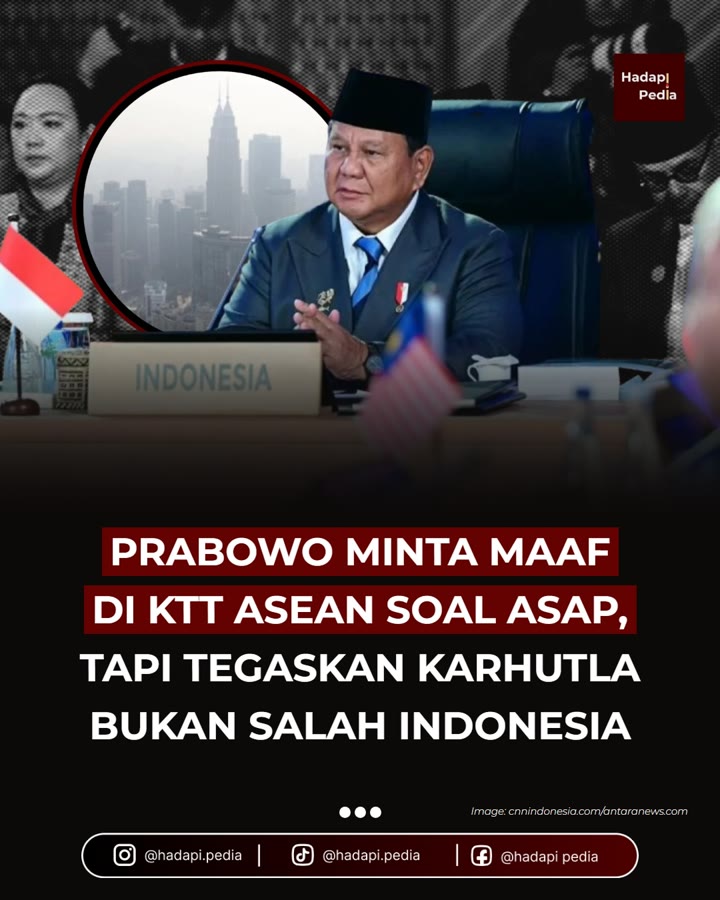 Hadapi
Pedia
INDONESIA
PRABOWO MINTA MAAF
DI KTT ASEAN SOAL ASAP,
TAPI TEGASKAN KARHUTLA
BUKAN SALAH INDONESIA
Image: cnnindonesia.com/antaranews.com
@hadapi.pedia | @hadapi.pedia | @hadapi pedia